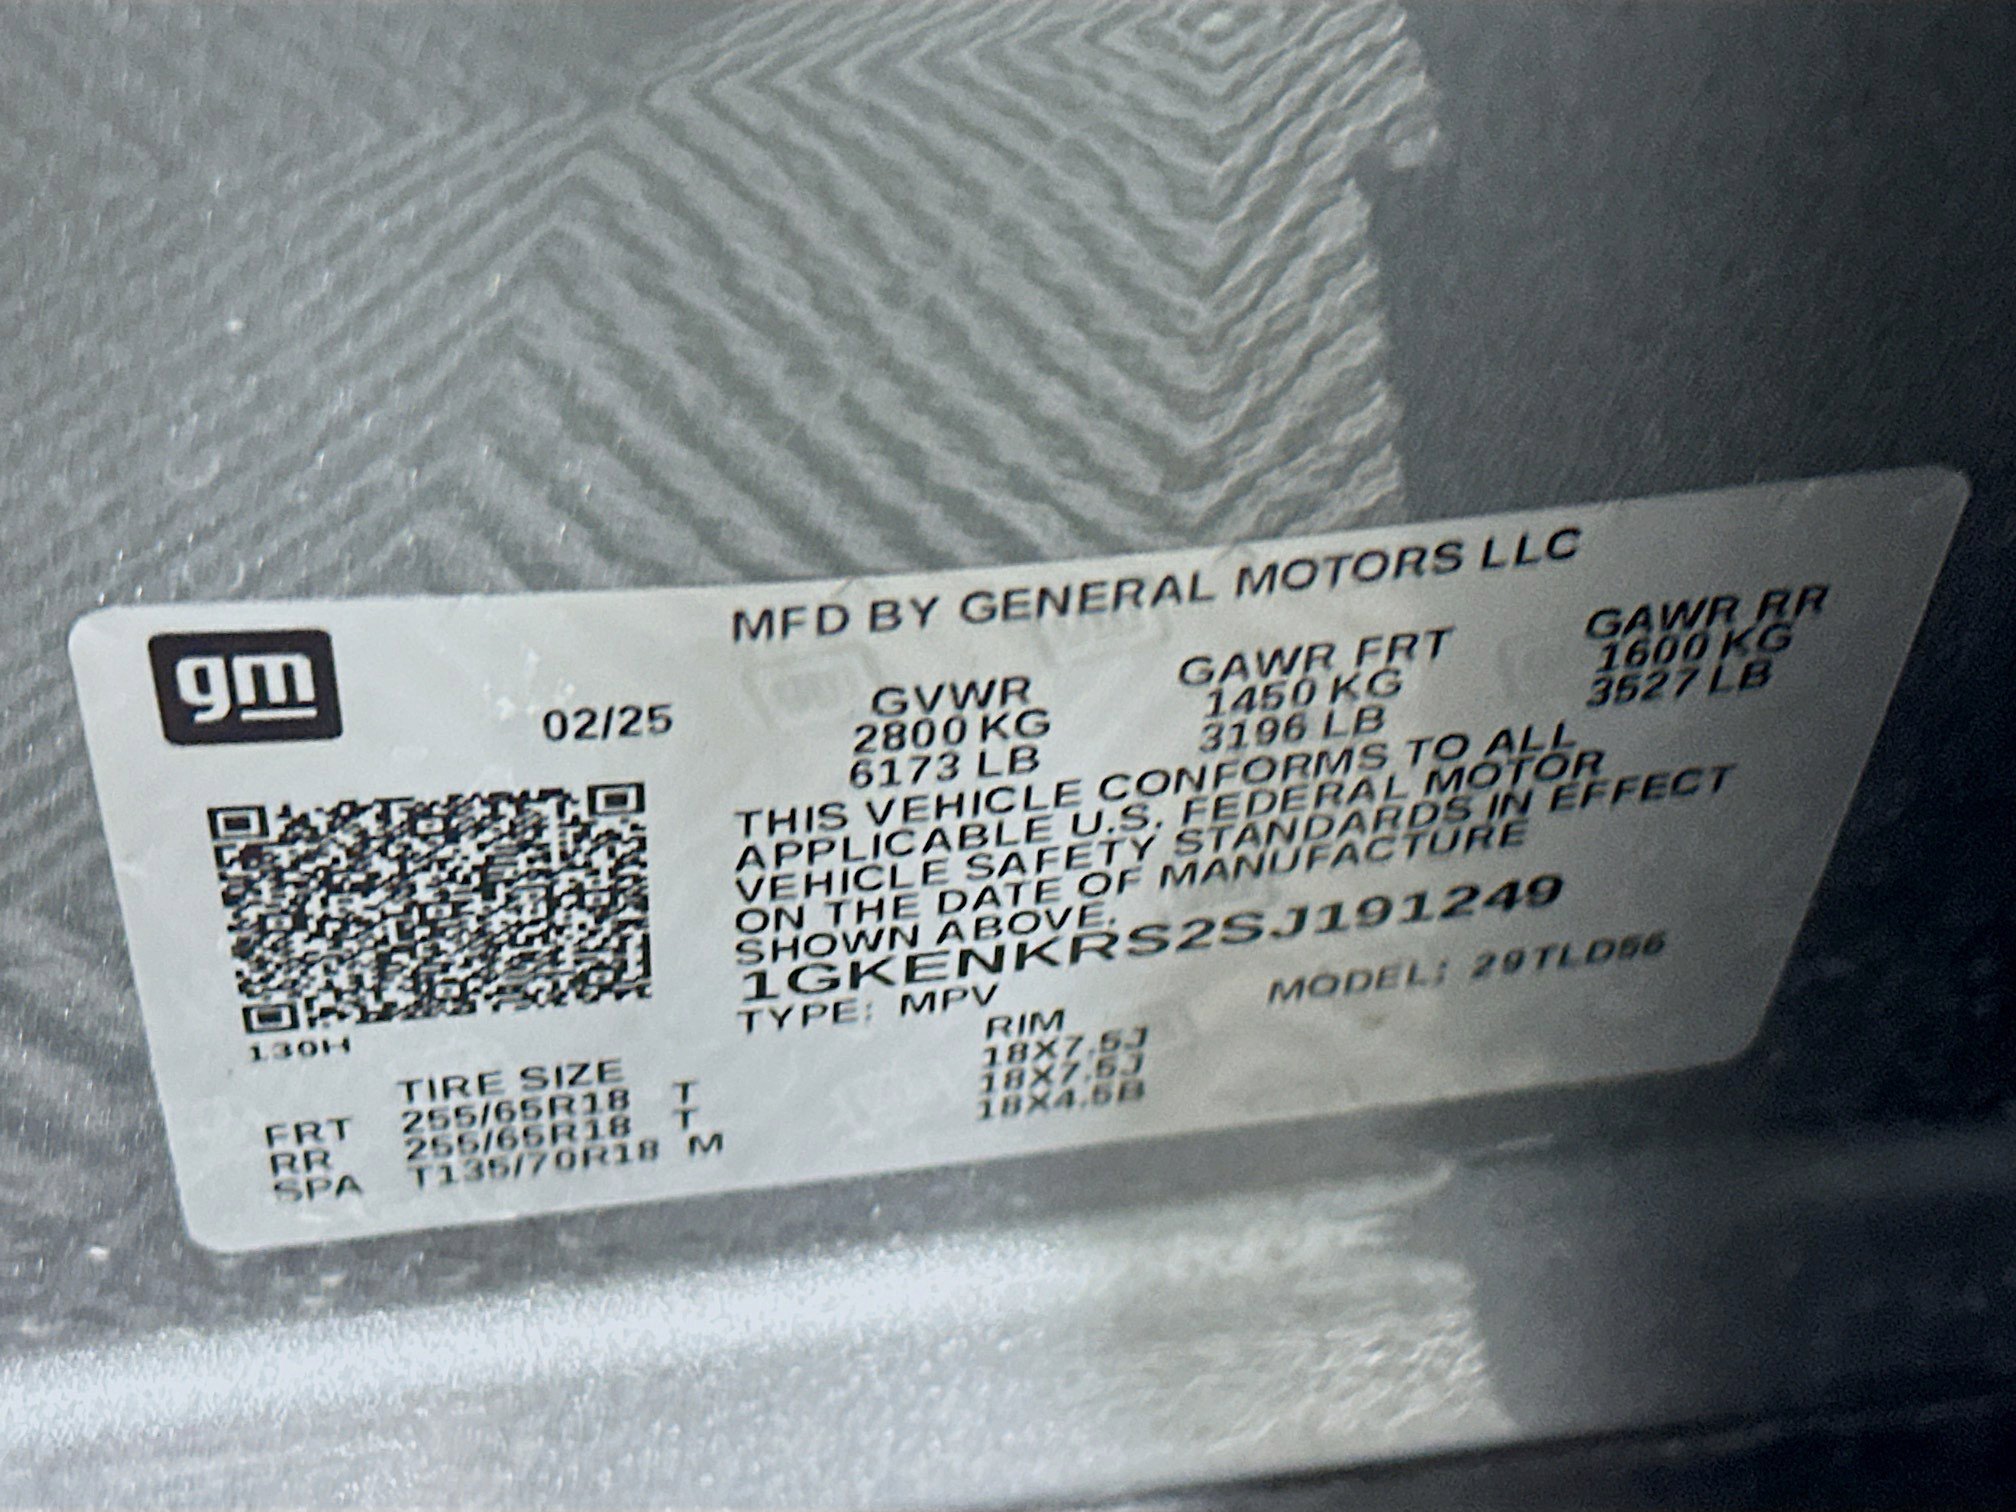 MFD BY GENERAL MOTORS LLC
gm
02/25
GVWR GAWR FRT GAWR RR
2800 KG 1450 KG 1600 KG
6173 LB 3196 LB 3527 LB
THIS VEHICLE CONFORMS TO ALL
APPLICABLE U.S. FEDERAL MOTOR
VEHICLE SAFETY STANDARDS IN EFFECT
ON THE DATE OF MANUFACTURE
SHOWN ABOVE.
1GKENKRS2SJ191249
TYPE: MPV MODEL: 29TLD56
130H
TIRE SIZE RIM
FRT 255/65R18 T 18X7.5J
RR 255/65R18 T 18X7.5J
SPA T135/70R18 M 18X4.5B